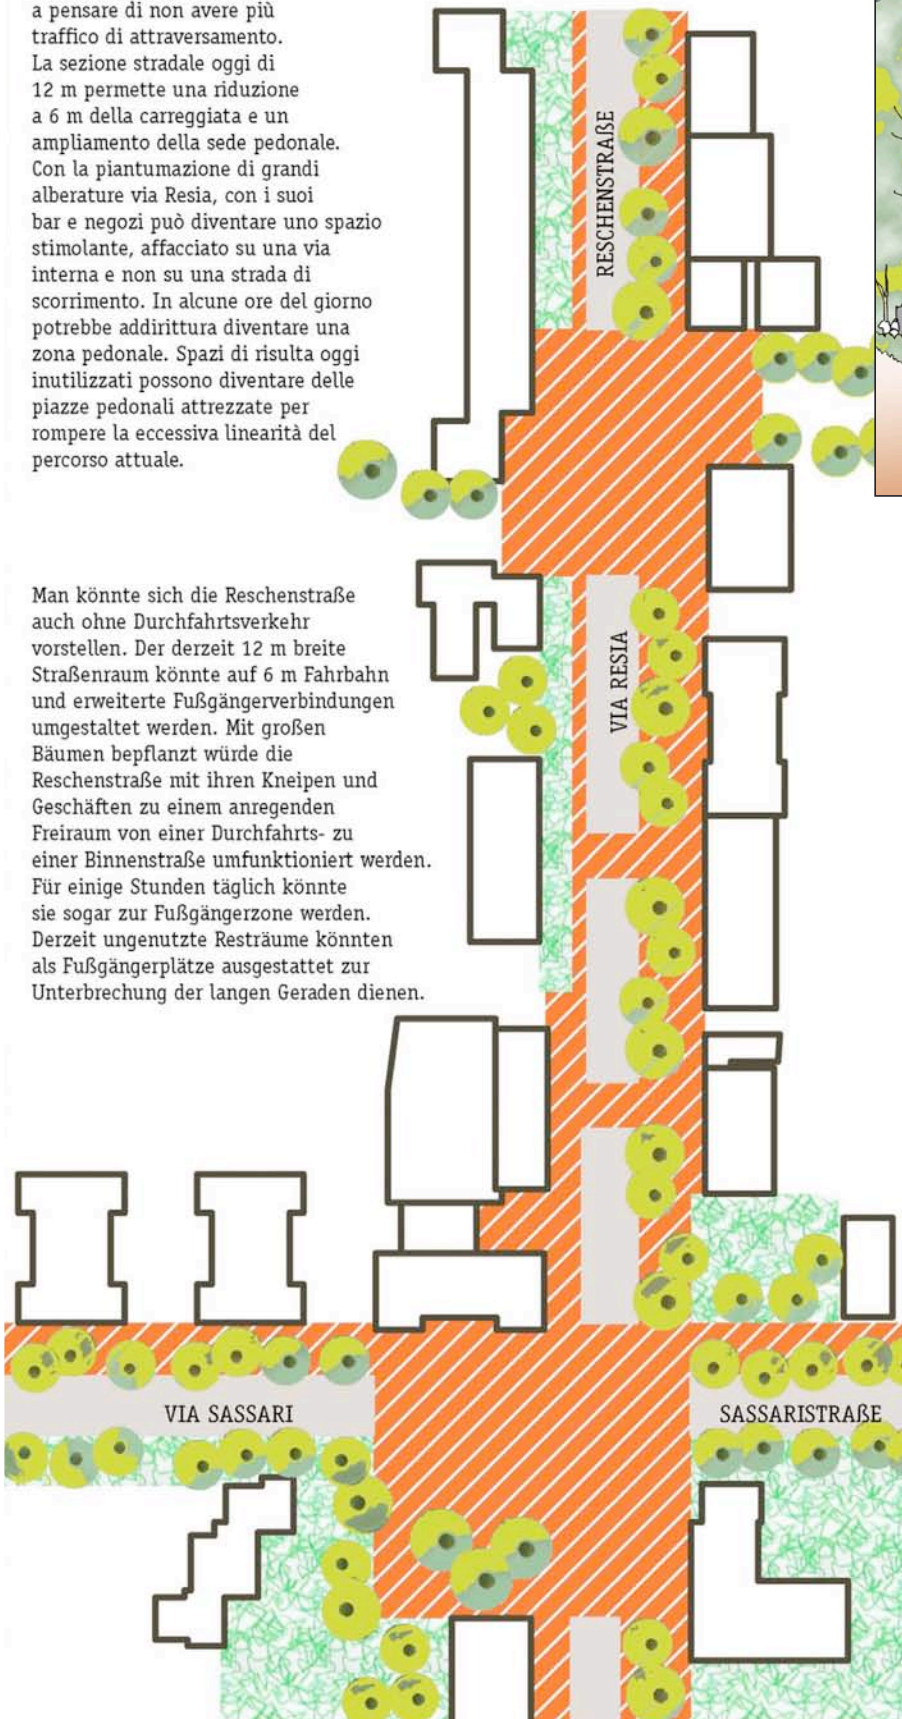 a pensare di non avere più
traffico di attraversamento.
La sezione stradale oggi di
12 m permette una riduzione
a 6 m della carreggiata e un
ampliamento della sede pedonale.
Con la piantumazione di grandi
alberature via Resia, con i suoi
bar e negozi può diventare uno spazio
stimolante, affacciato su una via
interna e non su una strada di
scorrimento. In alcune ore del giorno
potrebbe addirittura diventare una
zona pedonale. Spazi di risulta oggi
inutilizzati possono diventare delle
piazze pedonali attrezzate per
rompere la eccessiva linearità del
percorso attuale.
Man könnte sich die Reschenstraße
auch ohne Durchfahrtsverkehr
vorstellen. Der derzeit 12 m breite
Straßenraum könnte auf 6 m Fahrbahn
und erweiterte Fußgängerverbindungen
umgestaltet werden. Mit großen
Bäumen bepflanzt würde die
Reschenstraße mit ihren Kneipen und
Geschäften zu einem anregenden
Freiraum von einer Durchfahrts- zu
einer Binnenstraße umfunktioniert werden.
Für einige Stunden täglich könnte
sie sogar zur Fußgängerzone werden.
Derzeit ungenutzte Resträume könnten
als Fußgängerplätze ausgestattet zur
Unterbrechung der langen Geraden dienen.
RESCHENSTRAßE
VIA RESIA
VIA SASSARI
SASSARISTRAßE